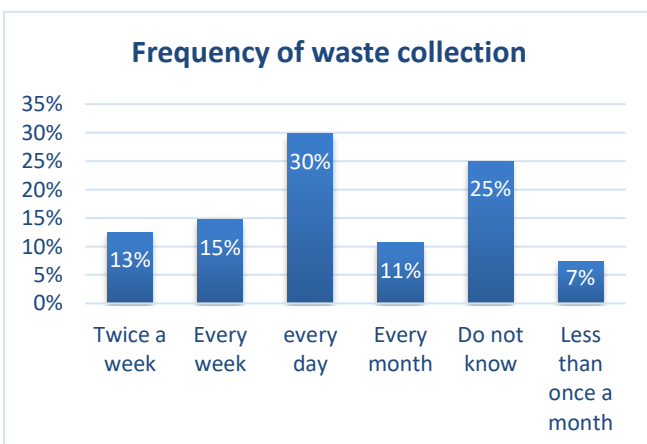 Frequency of waste collection
35%
30%
25%
20%
15%
10%
5%
0%
13%
15%
30%
11%
25%
7%
Twice a
week
Every
week
every
day
Every
month
Do not
know
Less
than
once a
month